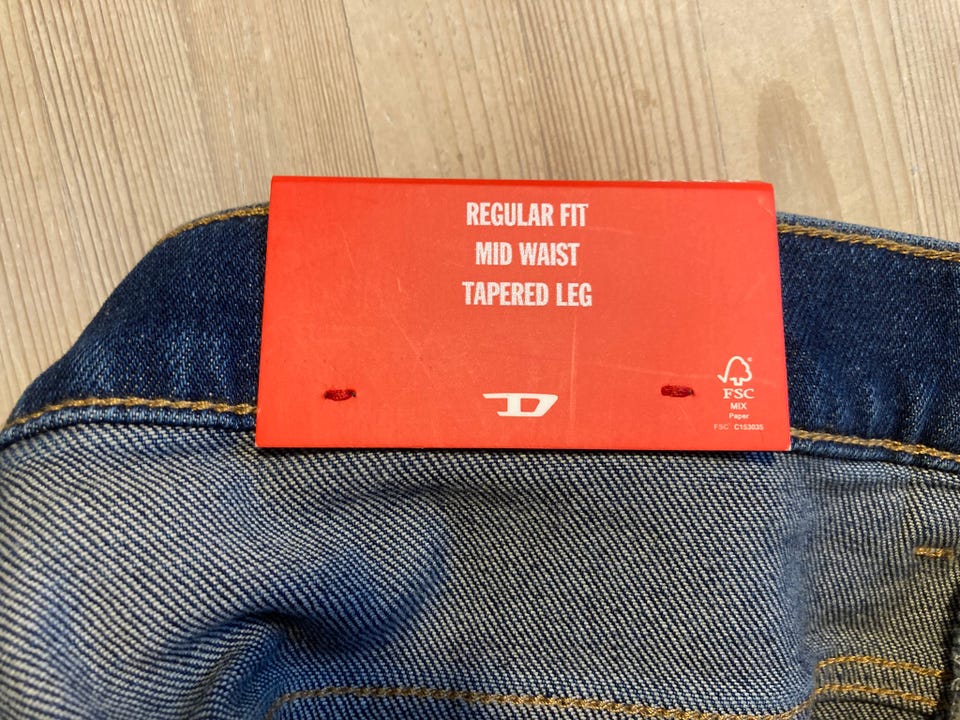 REGULAR FIT
MID WAIST
TAPERED LEG
D
FSC
MIX
Paper
FSC® C153035